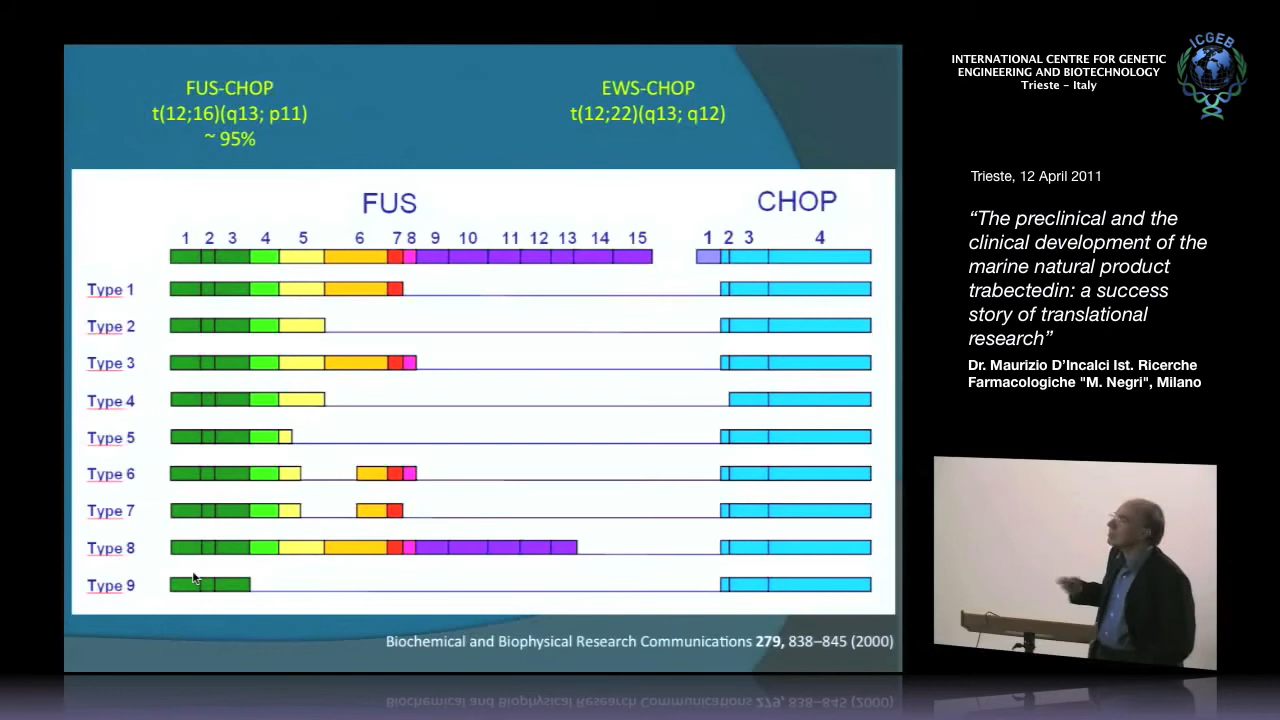 FUS-CHOP
t(12;16)(q13; p11)
~ 95%
EWS-CHOP
t(12;22)(q13; q12)
FUS
CHOP
1 2 3 4 5 6 7 8 9 10 11 12 13 14 15
1 2 3 4
Type 1
Type 2
Type 3
Type 4
Type 5
Type 6
Type 7
Type 8
Type 9
Biochemical and Biophysical Research Communications 279, 838–845 (2000)
INTERNATIONAL CENTRE FOR GENETIC
ENGINEERING AND BIOTECHNOLOGY
Trieste - Italy
ICGEB
Trieste, 12 April 2011
“The preclinical and the
clinical development of the
marine natural product
trabectedin: a success
story of translational
research”
Dr. Maurizio D’Incalci Ist. Ricerche
Farmacologiche "M. Negri", Milano